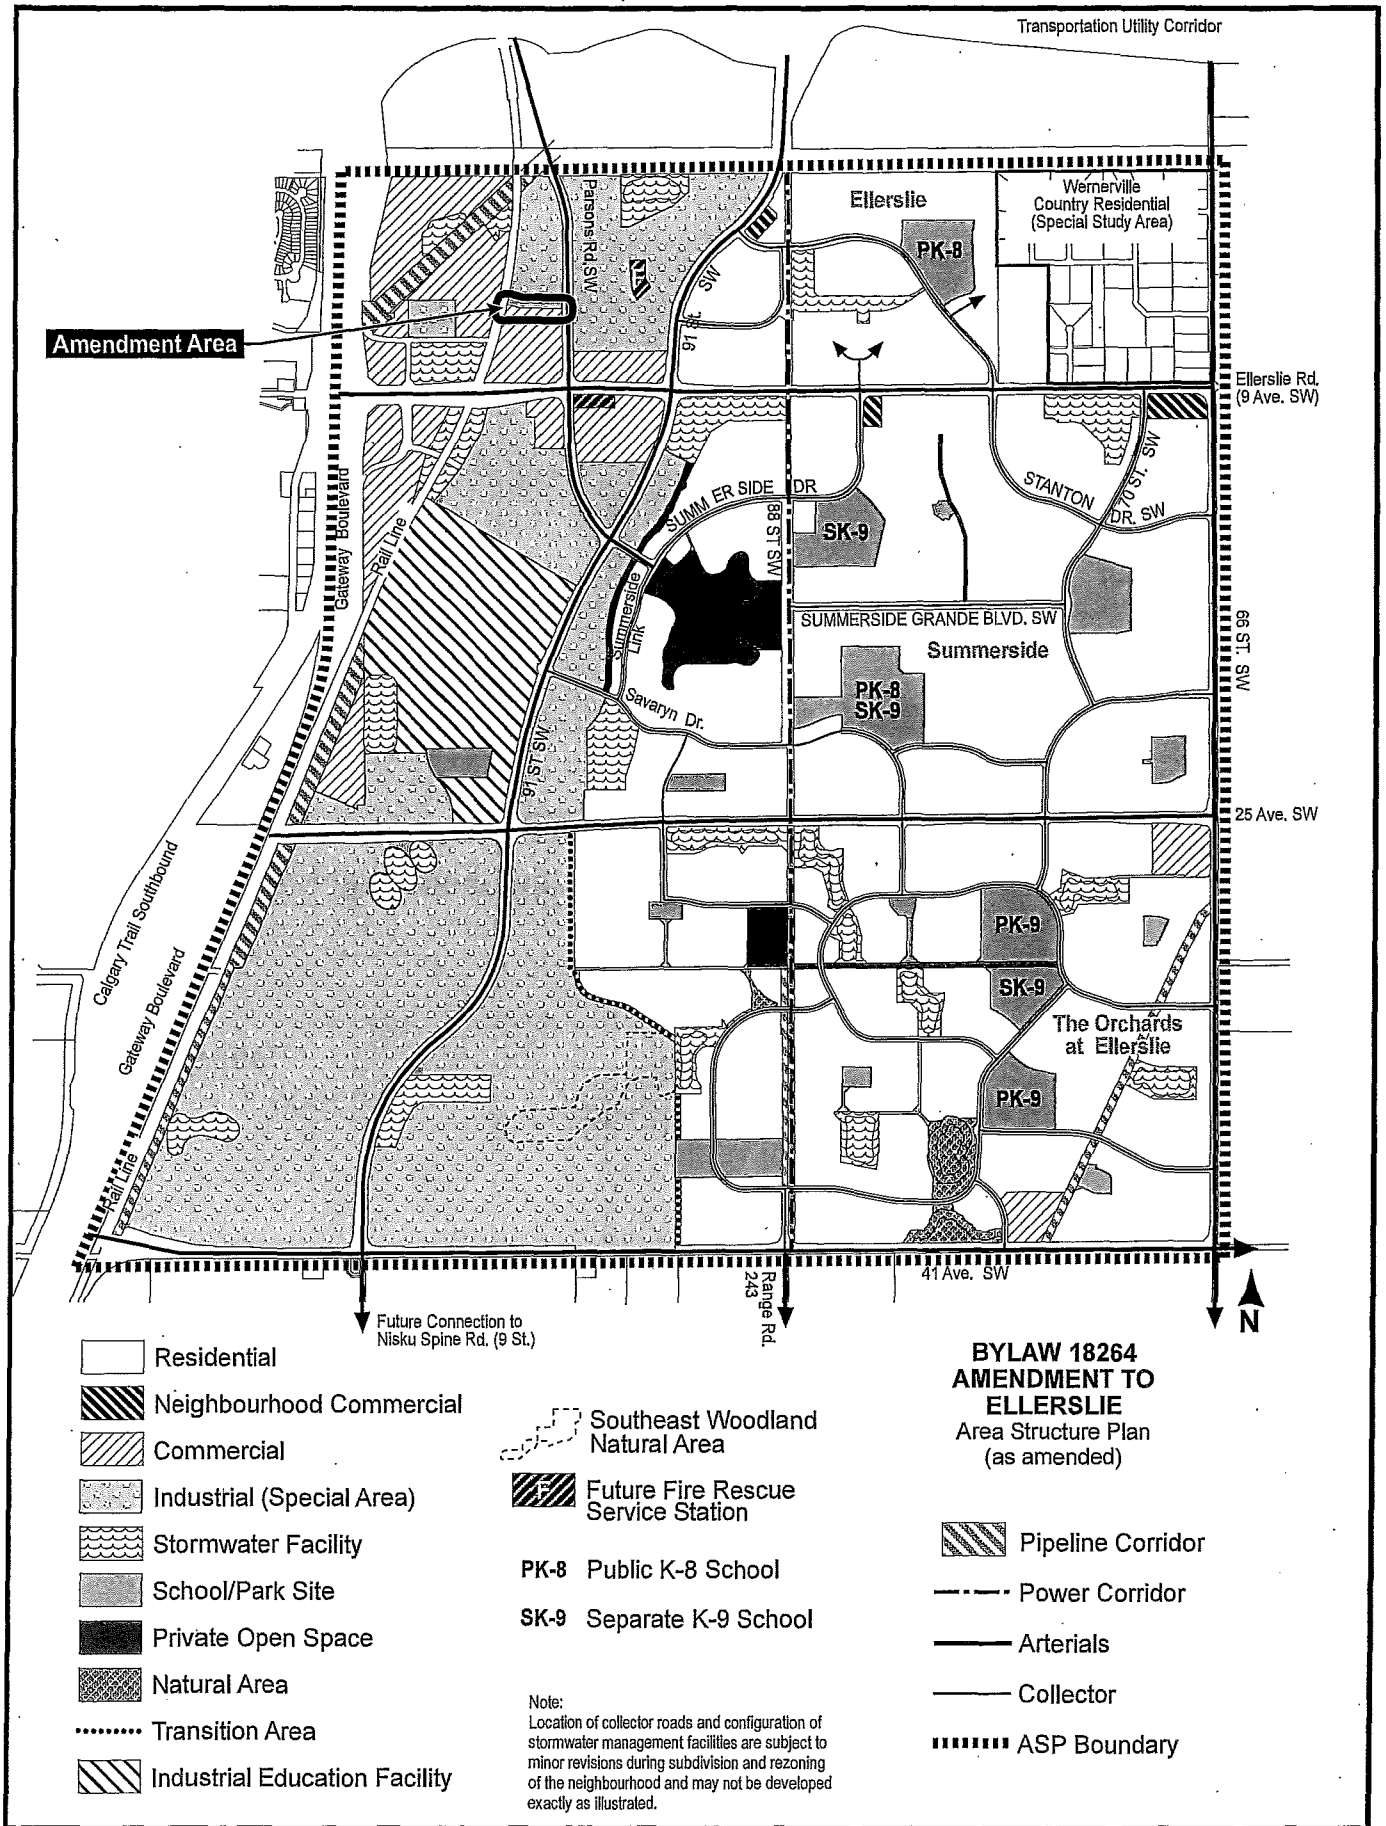 Transportation Utility Corridor
Ellerslie
Wernerville
Country Residential
(Special Study Area)
PK-8
Parsons Rd. SW
91 St. SW
F
Amendment Area
Ellerslie Rd.
(9 Ave. SW)
Gateway Boulevard
Rail Line
SUMMERSIDE DR
88 ST SW
SK-9
STANTON DR. SW
70 ST. SW
Summerside
Link
SUMMERSIDE GRANDE BLVD. SW
Summerside
66 ST. SW
PK-8
SK-9
Savaryn Dr.
91 ST SW
25 Ave. SW
Calgary Trail Southbound
Gateway Boulevard
PK-9
SK-9
The Orchards
at Ellerslie
PK-9
Rail Line
41 Ave. SW
Range Rd.
243
N
Future Connection to
Nisku Spine Rd. (9 St.)
Residential
Neighbourhood Commercial
Commercial
Industrial (Special Area)
Stormwater Facility
School/Park Site
Private Open Space
Natural Area
Transition Area
Industrial Education Facility
Southeast Woodland
Natural Area
F
Future Fire Rescue
Service Station
PK-8 Public K-8 School
SK-9 Separate K-9 School
Note:
Location of collector roads and configuration of
stormwater management facilities are subject to
minor revisions during subdivision and rezoning
of the neighbourhood and may not be developed
exactly as illustrated.
BYLAW 18264
AMENDMENT TO
ELLERSLIE
Area Structure Plan
(as amended)
Pipeline Corridor
Power Corridor
Arterials
Collector
ASP Boundary